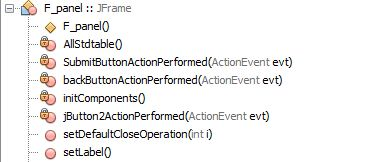 F_panel :: JFrame
F_panel()
AllStdtable()
SubmitButtonActionPerformed(ActionEvent evt)
backButtonActionPerformed(ActionEvent evt)
initComponents()
jButton2ActionPerformed(ActionEvent evt)
setDefaultCloseOperation(int i)
setLabel()